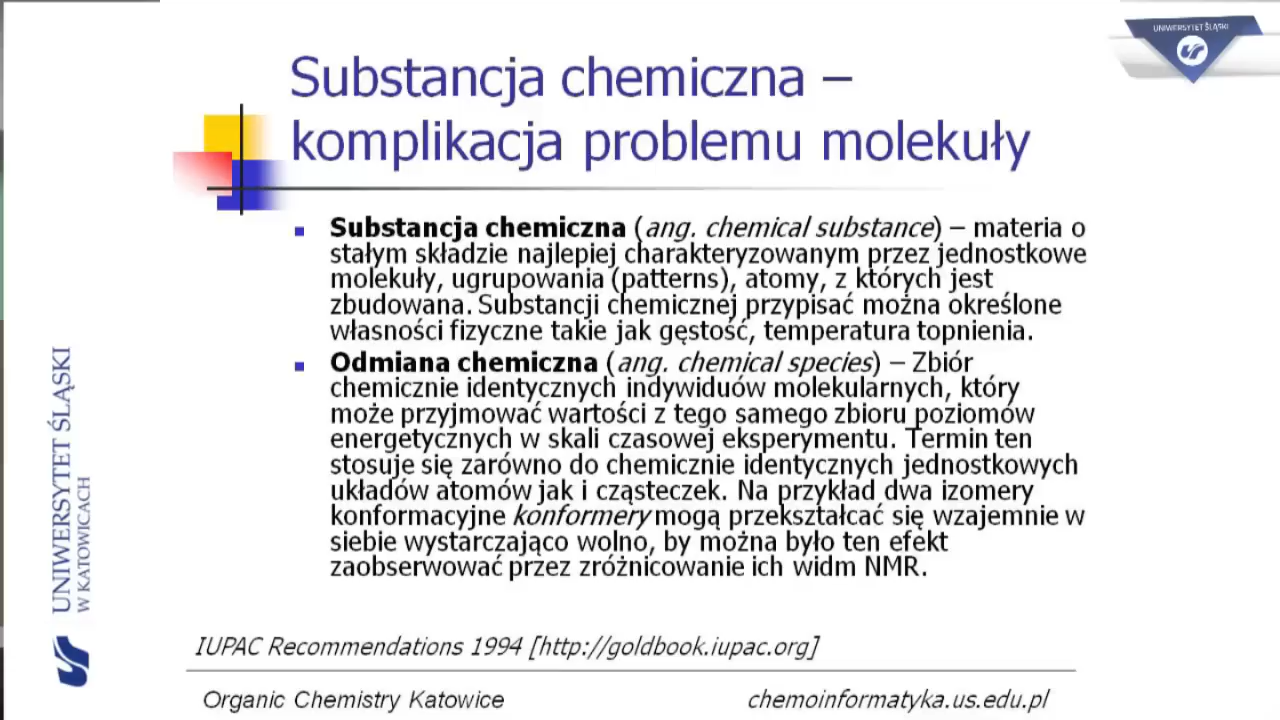 UNIWERSYTET ŚLĄSKI
Substancja chemiczna –
komplikacja problemu molekuły
Substancja chemiczna (ang. chemical substance) – materia o
stałym składzie najlepiej charakteryzowanym przez jednostkowe
molekuły, ugrupowania (patterns), atomy, z których jest
zbudowana. Substancji chemicznej przypisać można określone
własności fizyczne takie jak gęstość, temperatura topnienia.
Odmiana chemiczna (ang. chemical species) – Zbiór
chemicznie identycznych indywiduów molekularnych, który
może przyjmować wartości z tego samego zbioru poziomów
energetycznych w skali czasowej eksperymentu. Termin ten
stosuje się zarówno do chemicznie identycznych jednostkowych
układów atomów jak i cząsteczek. Na przykład dwa izomery
konformacyjne konformery mogą przekształcać się wzajemnie w
siebie wystarczająco wolno, by można było ten efekt
zaobserwować przez zróżnicowanie ich widm NMR.
UNIWERSYTET ŚLĄSKI
W KATOWICACH
IUPAC Recommendations 1994 [http://goldbook.iupac.org]
Organic Chemistry Katowice
chemoinformatyka.us.edu.pl